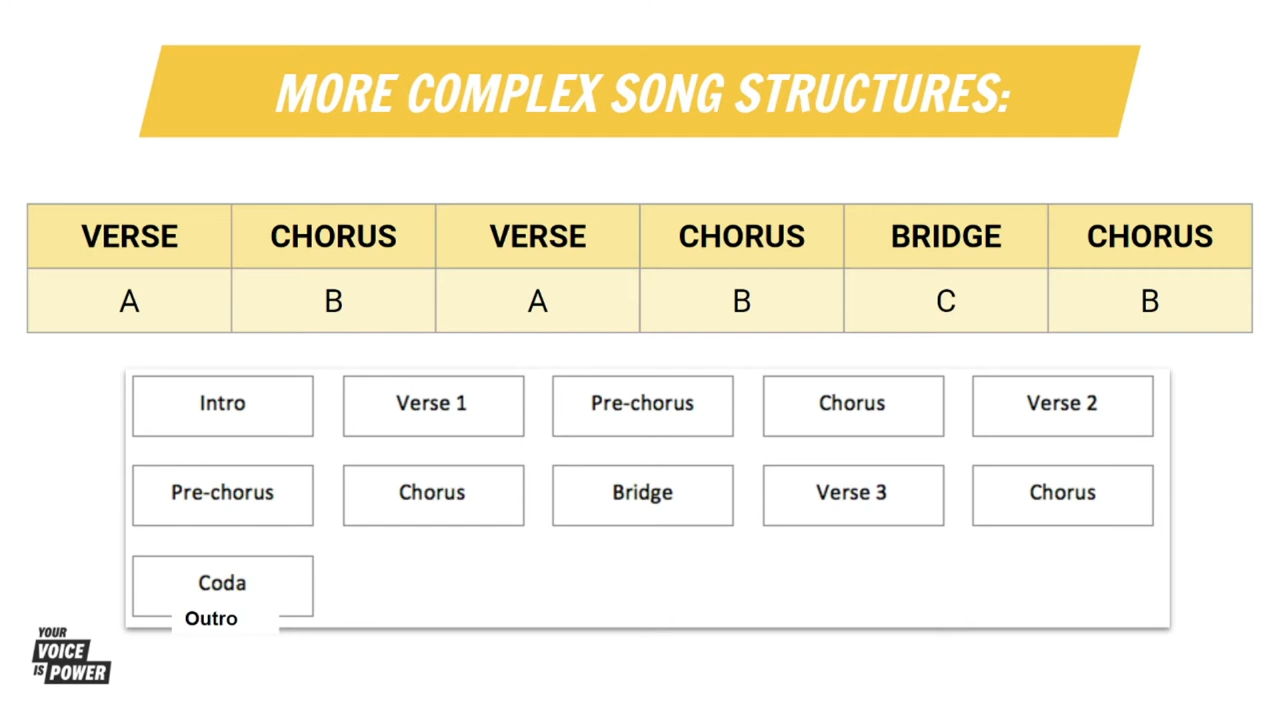 MORE COMPLEX SONG STRUCTURES:
VERSE CHORUS VERSE CHORUS BRIDGE CHORUS
A B A B C B
Intro Verse 1 Pre-chorus Chorus Verse 2
Pre-chorus Chorus Bridge Verse 3 Chorus
Coda
Outro
YOUR
VOICE
IS POWER